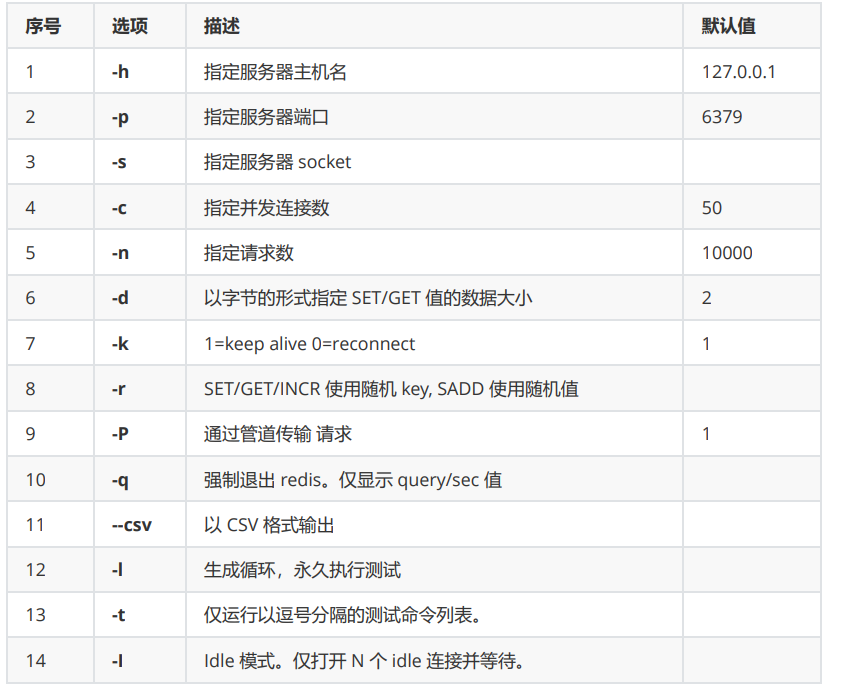 序号 选项 描述 默认值
1 -h 指定服务器主机名 127.0.0.1
2 -p 指定服务器端口 6379
3 -s 指定服务器 socket
4 -c 指定并发连接数 50
5 -n 指定请求数 10000
6 -d 以字节的形式指定 SET/GET 值的数据大小 2
7 -k 1=keep alive 0=reconnect 1
8 -r SET/GET/INCR 使用随机 key, SADD 使用随机值
9 -P 通过管道传输 请求 1
10 -q 强制退出 redis。仅显示 query/sec 值
11 --csv 以 CSV 格式输出
12 -l 生成循环，永久执行测试
13 -t 仅运行以逗号分隔的测试命令列表。
14 -I Idle 模式。仅打开 N 个 idle 连接并等待。